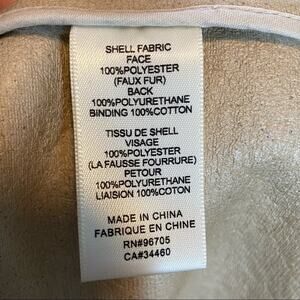 SHELL FABRIC
FACE
100%POLYESTER
(FAUX FUR)
BACK
100%POLYURETHANE
BINDING 100%COTTON
TISSU DE SHELL
VISAGE
100%POLYESTER
(LA FAUSSE FOURRURE)
PETOUR
100%POLYURETHANE
LIAISON 100%COTON
MADE IN CHINA
FABRIQUE EN CHINE
RN#96705
CA#34460